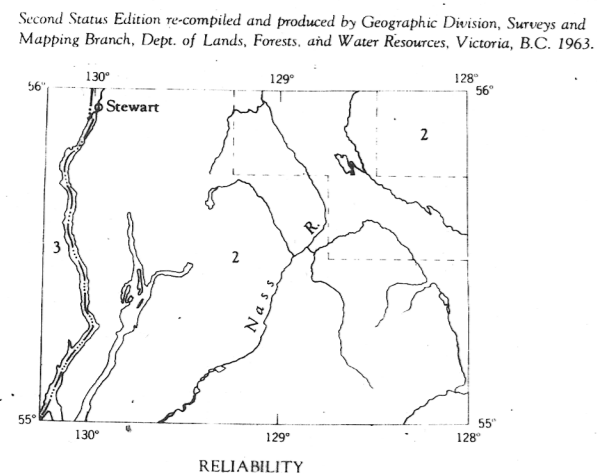 Second Status Edition re-compiled and produced by Geographic Division, Surveys and
Mapping Branch, Dept. of Lands, Forests, and Water Resources, Victoria, B.C. 1963.
130° 129° 128°
56° 56°
Stewart
2
R.
3
2
Nass
55° 55°
130° 129° 128°
RELIABILITY